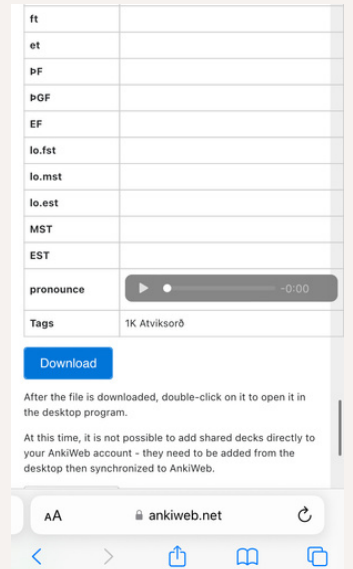 ft
et
ÞF
ÞGF
EF
lo.fst
lo.mst
lo.est
MST
EST
pronounce -0:00
Tags 1K Atviksorð
Download
After the file is downloaded, double-click on it to open it in
the desktop program.
At this time, it is not possible to add shared decks directly to
your AnkiWeb account - they need to be added from the
desktop then synchronized to AnkiWeb.
AA ankiweb.net